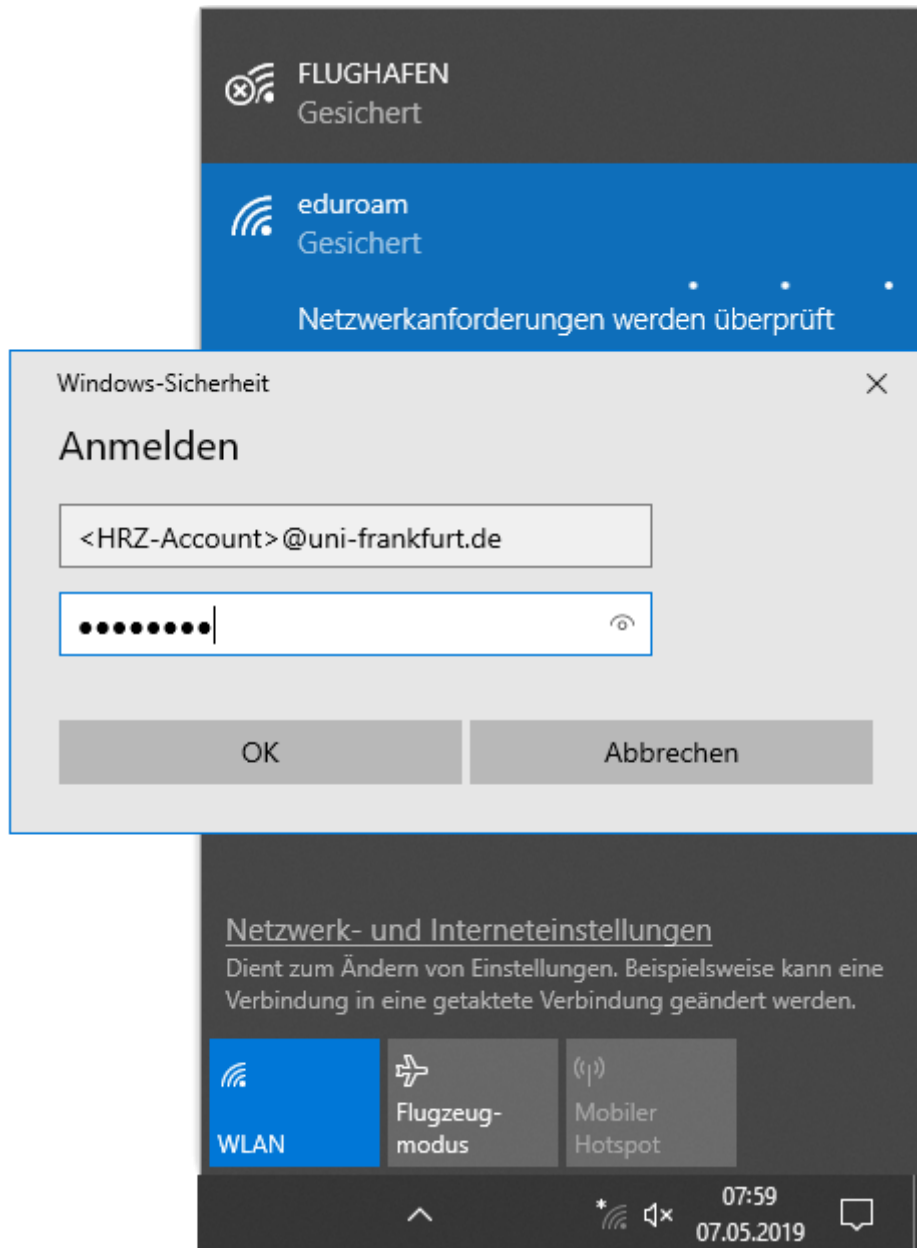 FLUGHAFEN
Gesichert
eduroam
Gesichert
Netzwerkanforderungen werden überprüft
Windows-Sicherheit
Anmelden
<HRZ-Account>@uni-frankfurt.de
●●●●●●●●
OK
Abbrechen
Netzwerk- und Interneteinstellungen
Dient zum Ändern von Einstellungen. Beispielsweise kann eine
Verbindung in eine getaktete Verbindung geändert werden.
WLAN
Flugzeug-
modus
Mobiler
Hotspot
07:59
07.05.2019